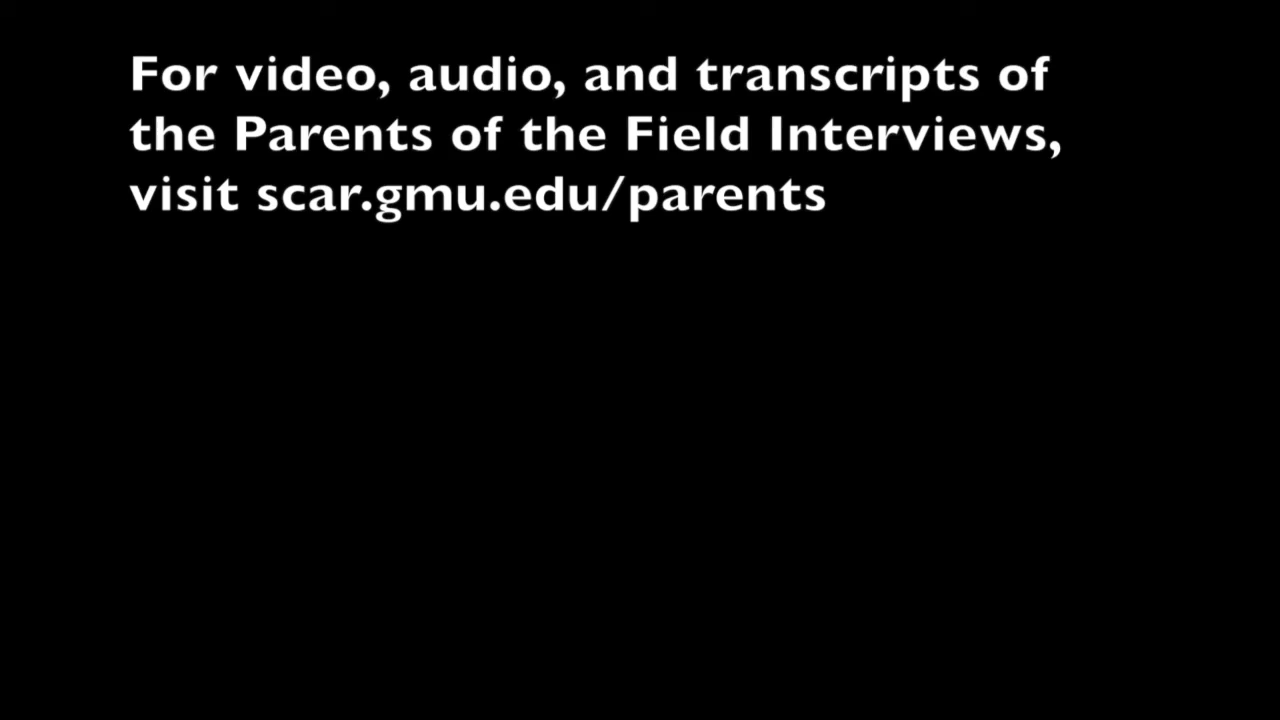 For video, audio, and transcripts of
the Parents of the Field Interviews,
visit scar.gmu.edu/parents